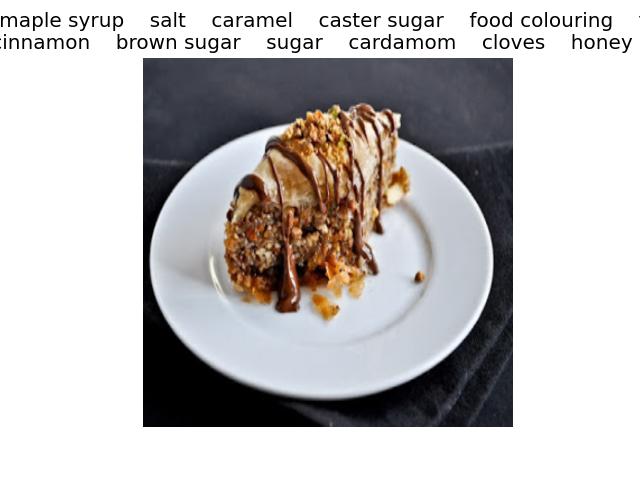 maple syrup salt caramel caster sugar food colouring
cinnamon brown sugar sugar cardamom cloves honey